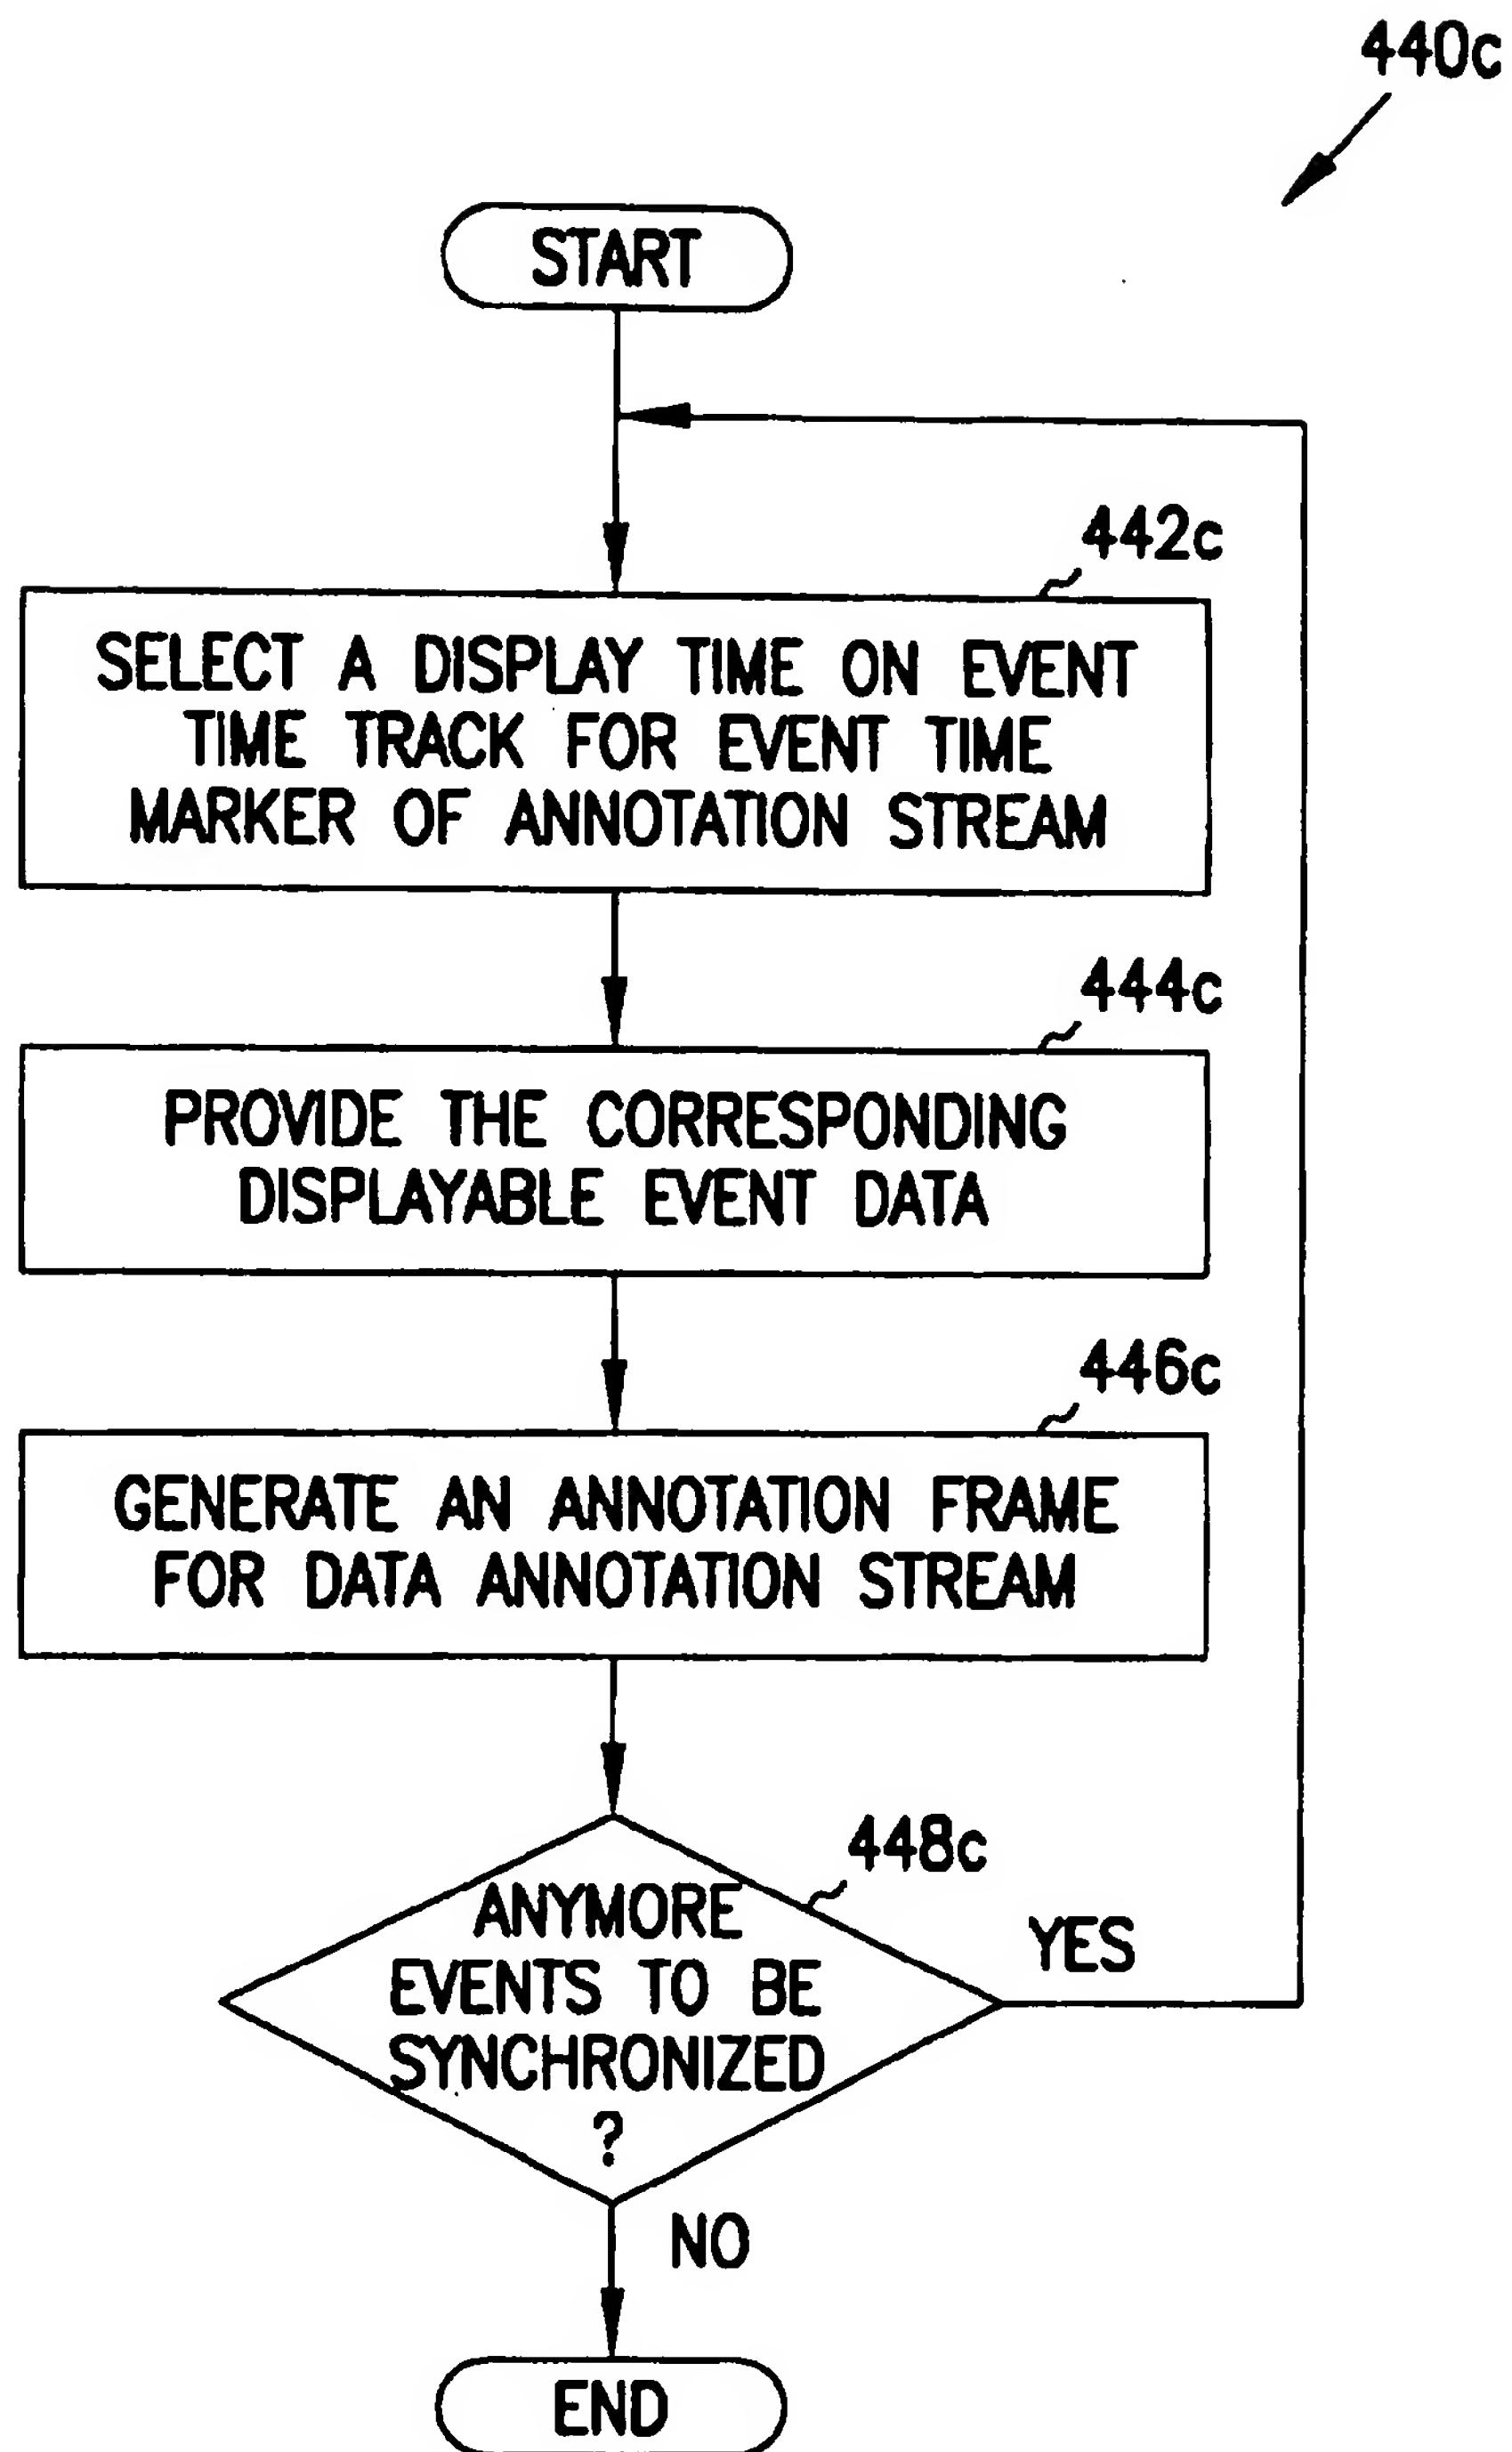 440c
START
442c
SELECT A DISPLAY TIME ON EVENT
TIME TRACK FOR EVENT TIME
MARKER OF ANNOTATION STREAM
444c
PROVIDE THE CORRESPONDING
DISPLAYABLE EVENT DATA
446c
GENERATE AN ANNOTATION FRAME
FOR DATA ANNOTATION STREAM
448c
ANYMORE
EVENTS TO BE
SYNCHRONIZED
?
YES
NO
END